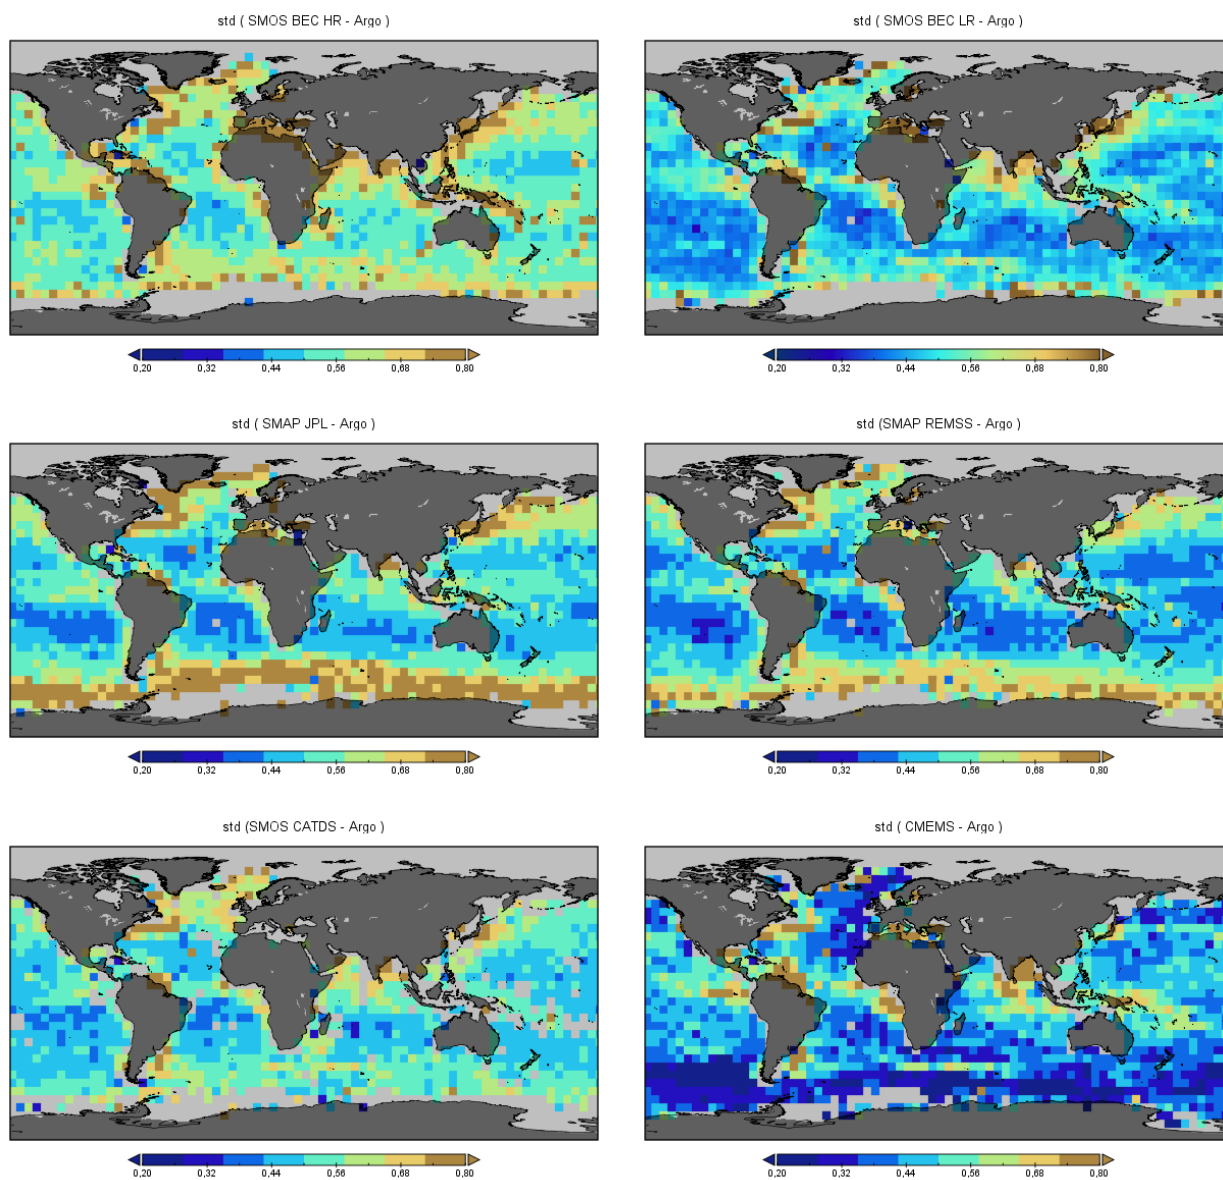 std ( SMOS BEC HR - Argo )
std ( SMOS BEC LR - Argo )
0,20 0,32 0,44 0,56 0,68 0,80
0,20 0,32 0,44 0,56 0,68 0,80
std ( SMAP JPL - Argo )
std (SMAP REMSS - Argo )
0,20 0,32 0,44 0,56 0,68 0,80
0,20 0,32 0,44 0,56 0,68 0,80
std (SMOS CATDS - Argo )
std ( CMEMS - Argo )
0,20 0,32 0,44 0,56 0,68 0,80
0,20 0,32 0,44 0,56 0,68 0,80